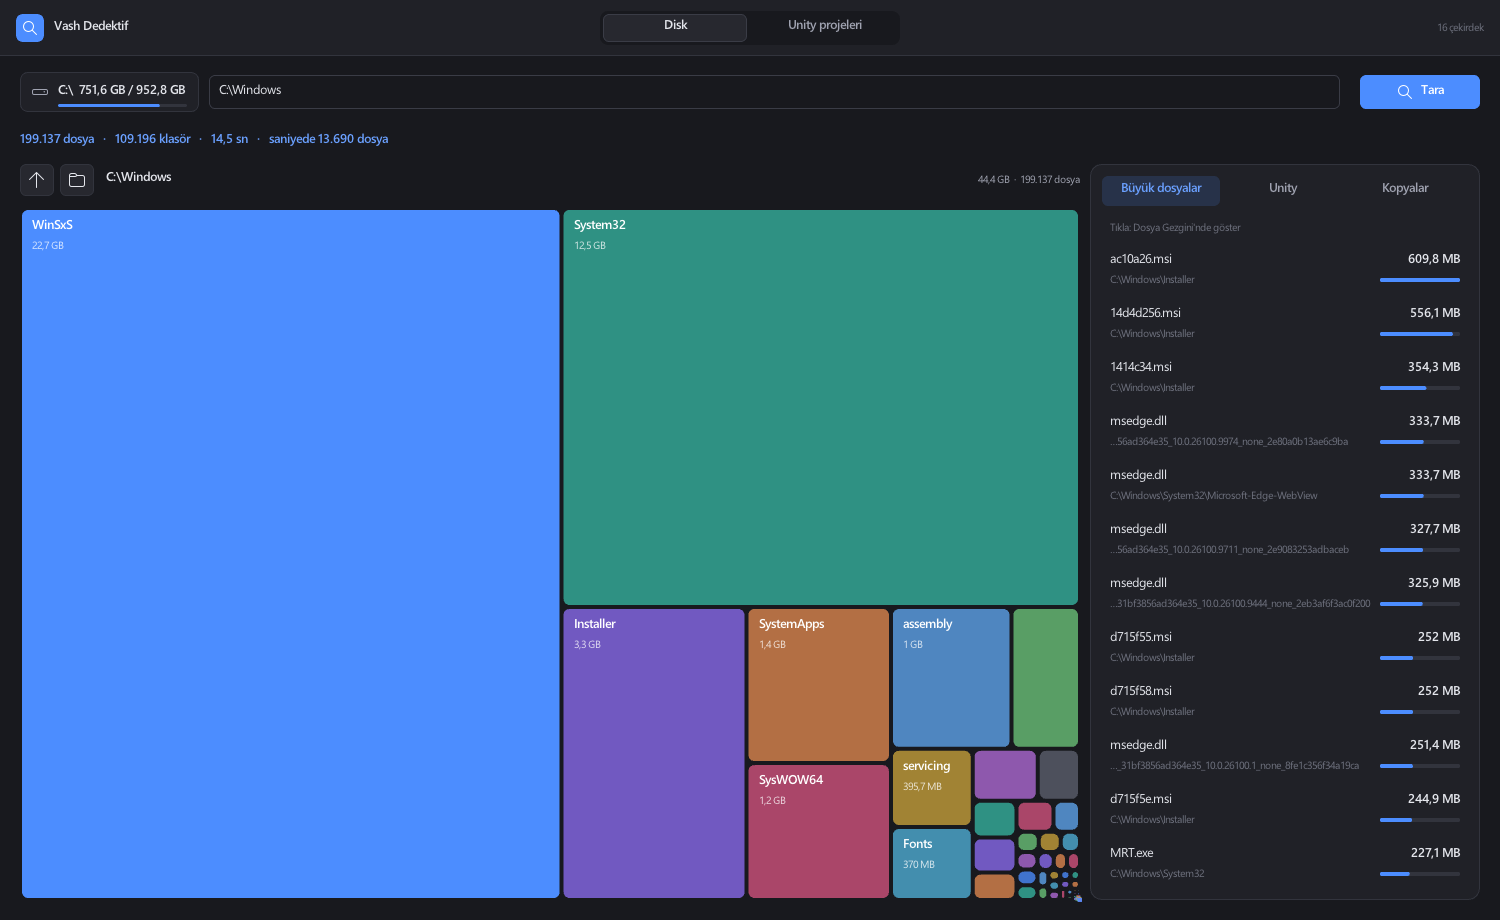 Vash Dedektif
Disk
Unity projeleri
16 çekirdek
C:\ 751,6 GB / 952,8 GB
C:\Windows
Tara
199.137 dosya · 109.196 klasör · 14,5 sn · saniyede 13.690 dosya
C:\Windows
44,4 GB · 199.137 dosya
WinSxS
22,7 GB
System32
12,5 GB
Installer
3,3 GB
SystemApps
1,4 GB
assembly
1 GB
SysWOW64
1,2 GB
servicing
395,7 MB
Fonts
370 MB
Büyük dosyalar
Unity
Kopyalar
Tıkla: Dosya Gezgini'nde göster
ac10a26.msi 609,8 MB
C:\Windows\Installer
14d4d256.msi 556,1 MB
C:\Windows\Installer
1414c34.msi 354,3 MB
C:\Windows\Installer
msedge.dll 333,7 MB
...56ad364e35_10.0.26100.9974_none_2e80a0b13ae6c9ba
msedge.dll 333,7 MB
C:\Windows\System32\Microsoft-Edge-WebView
msedge.dll 327,7 MB
...56ad364e35_10.0.26100.9711_none_2e9083253adbaceb
msedge.dll 325,9 MB
...31bf3856ad364e35_10.0.26100.9444_none_2eb3af6f3ac0f200
d715f55.msi 252 MB
C:\Windows\Installer
d715f58.msi 252 MB
C:\Windows\Installer
msedge.dll 251,4 MB
..._31bf3856ad364e35_10.0.26100.1_none_8fe1c356f34a19ca
d715f5e.msi 244,9 MB
C:\Windows\Installer
MRT.exe 227,1 MB
C:\Windows\System32